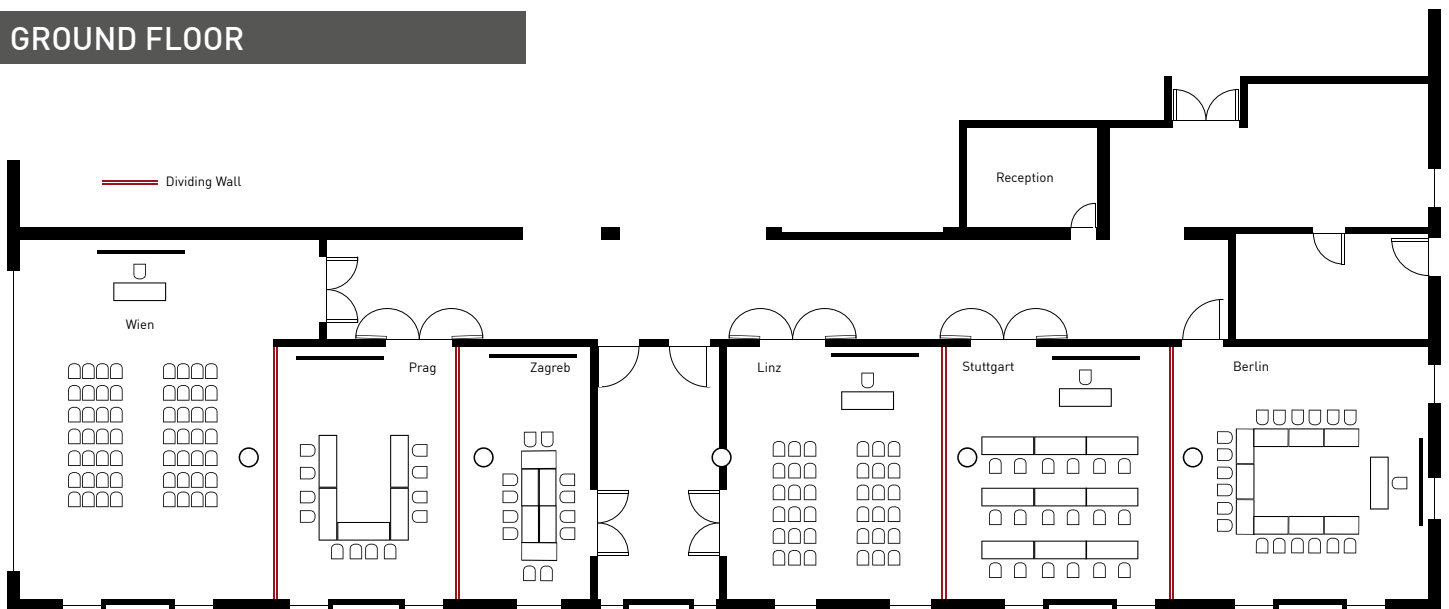 GROUND FLOOR
Dividing Wall
Reception
Wien
Prag
Zagreb
Linz
Stuttgart
Berlin